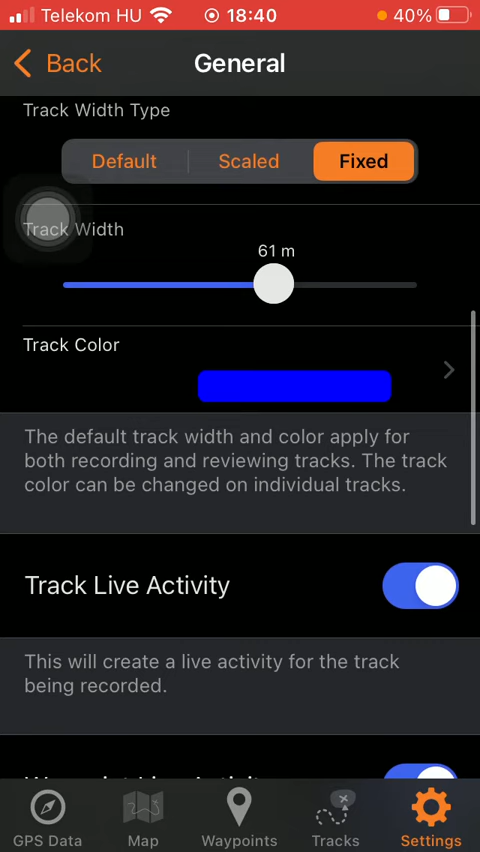 Telekom HU 18:40 40%
Back General
Track Width Type
Default Scaled Fixed
Track Width
61 m
Track Color
The default track width and color apply for
both recording and reviewing tracks. The track
color can be changed on individual tracks.
Track Live Activity
This will create a live activity for the track
being recorded.
GPS Data Map Waypoints Tracks Settings